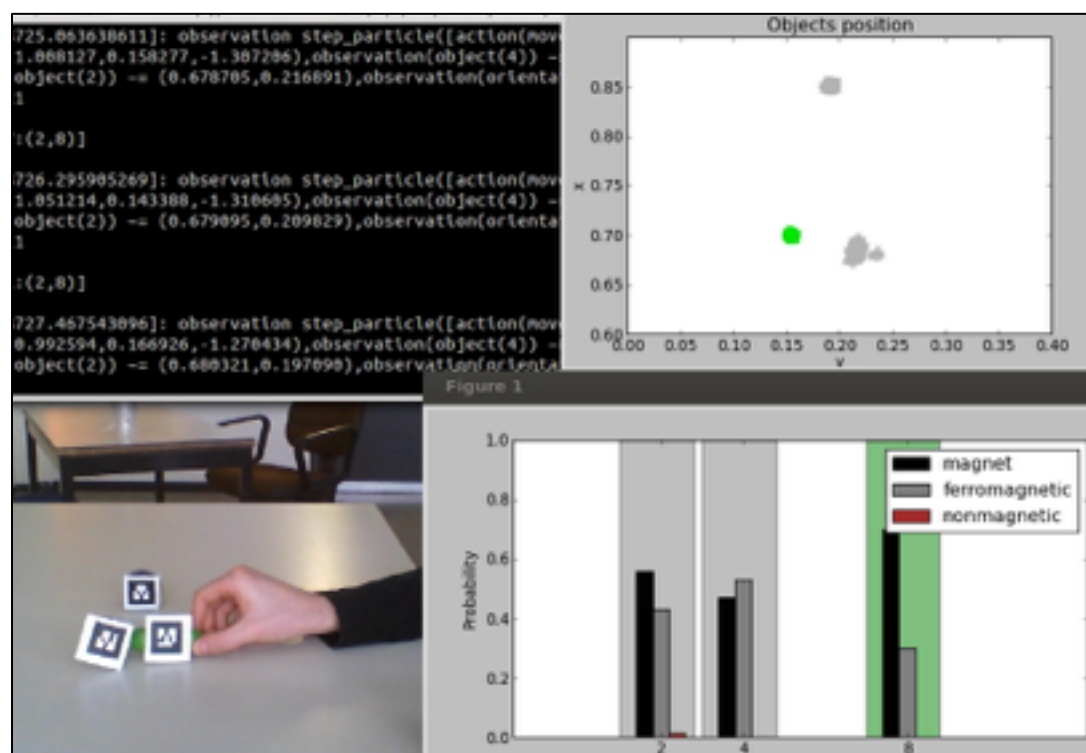 3725.063638611]: observation step_particle([action(mov
1.008127,0.158277,-1.307206),observation(object(4)) ~
object(2)) ~= (0.678705,0.216891),observation(orienta
1
:(2,8)]
3726.295905269]: observation step_particle([action(mov
1.051214,0.143388,-1.310605),observation(object(4)) ~
object(2)) ~= (0.679095,0.209829),observation(orienta
1
:(2,8)]
3727.467543096]: observation step_particle([action(mov
0.992594,0.166926,-1.270434),observation(object(4)) ~
object(2)) ~= (0.680321,0.197090),observation(orienta
Objects position
0.85
0.80
x 0.75
0.70
0.65
0.60
0.00 0.05 0.10 0.15 0.20 0.25 0.30 0.35 0.40
y
Figure 1
1.0
0.8
0.6
0.4
0.2
0.0
Probability
magnet
ferromagnetic
nonmagnetic
2 4 8